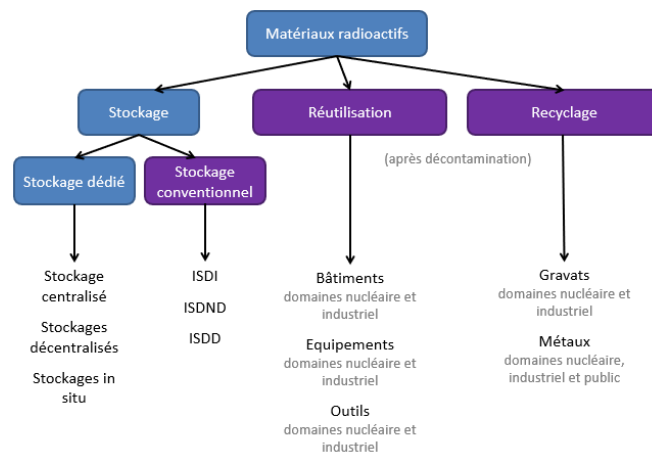 Matériaux radioactifs
Stockage
Réutilisation
Recyclage
(après décontamination)
Stockage dédié
Stockage
conventionnel
Stockage
centralisé
Stockages
décentralisés
Stockages in
situ
ISDI
ISDND
ISDD
Bâtiments
domaines nucléaire et
industriel
Equipements
domaines nucléaire et
industriel
Outils
domaines nucléaire et
industriel
Gravats
domaines nucléaire et
industriel
Métaux
domaines nucléaire,
industriel et public